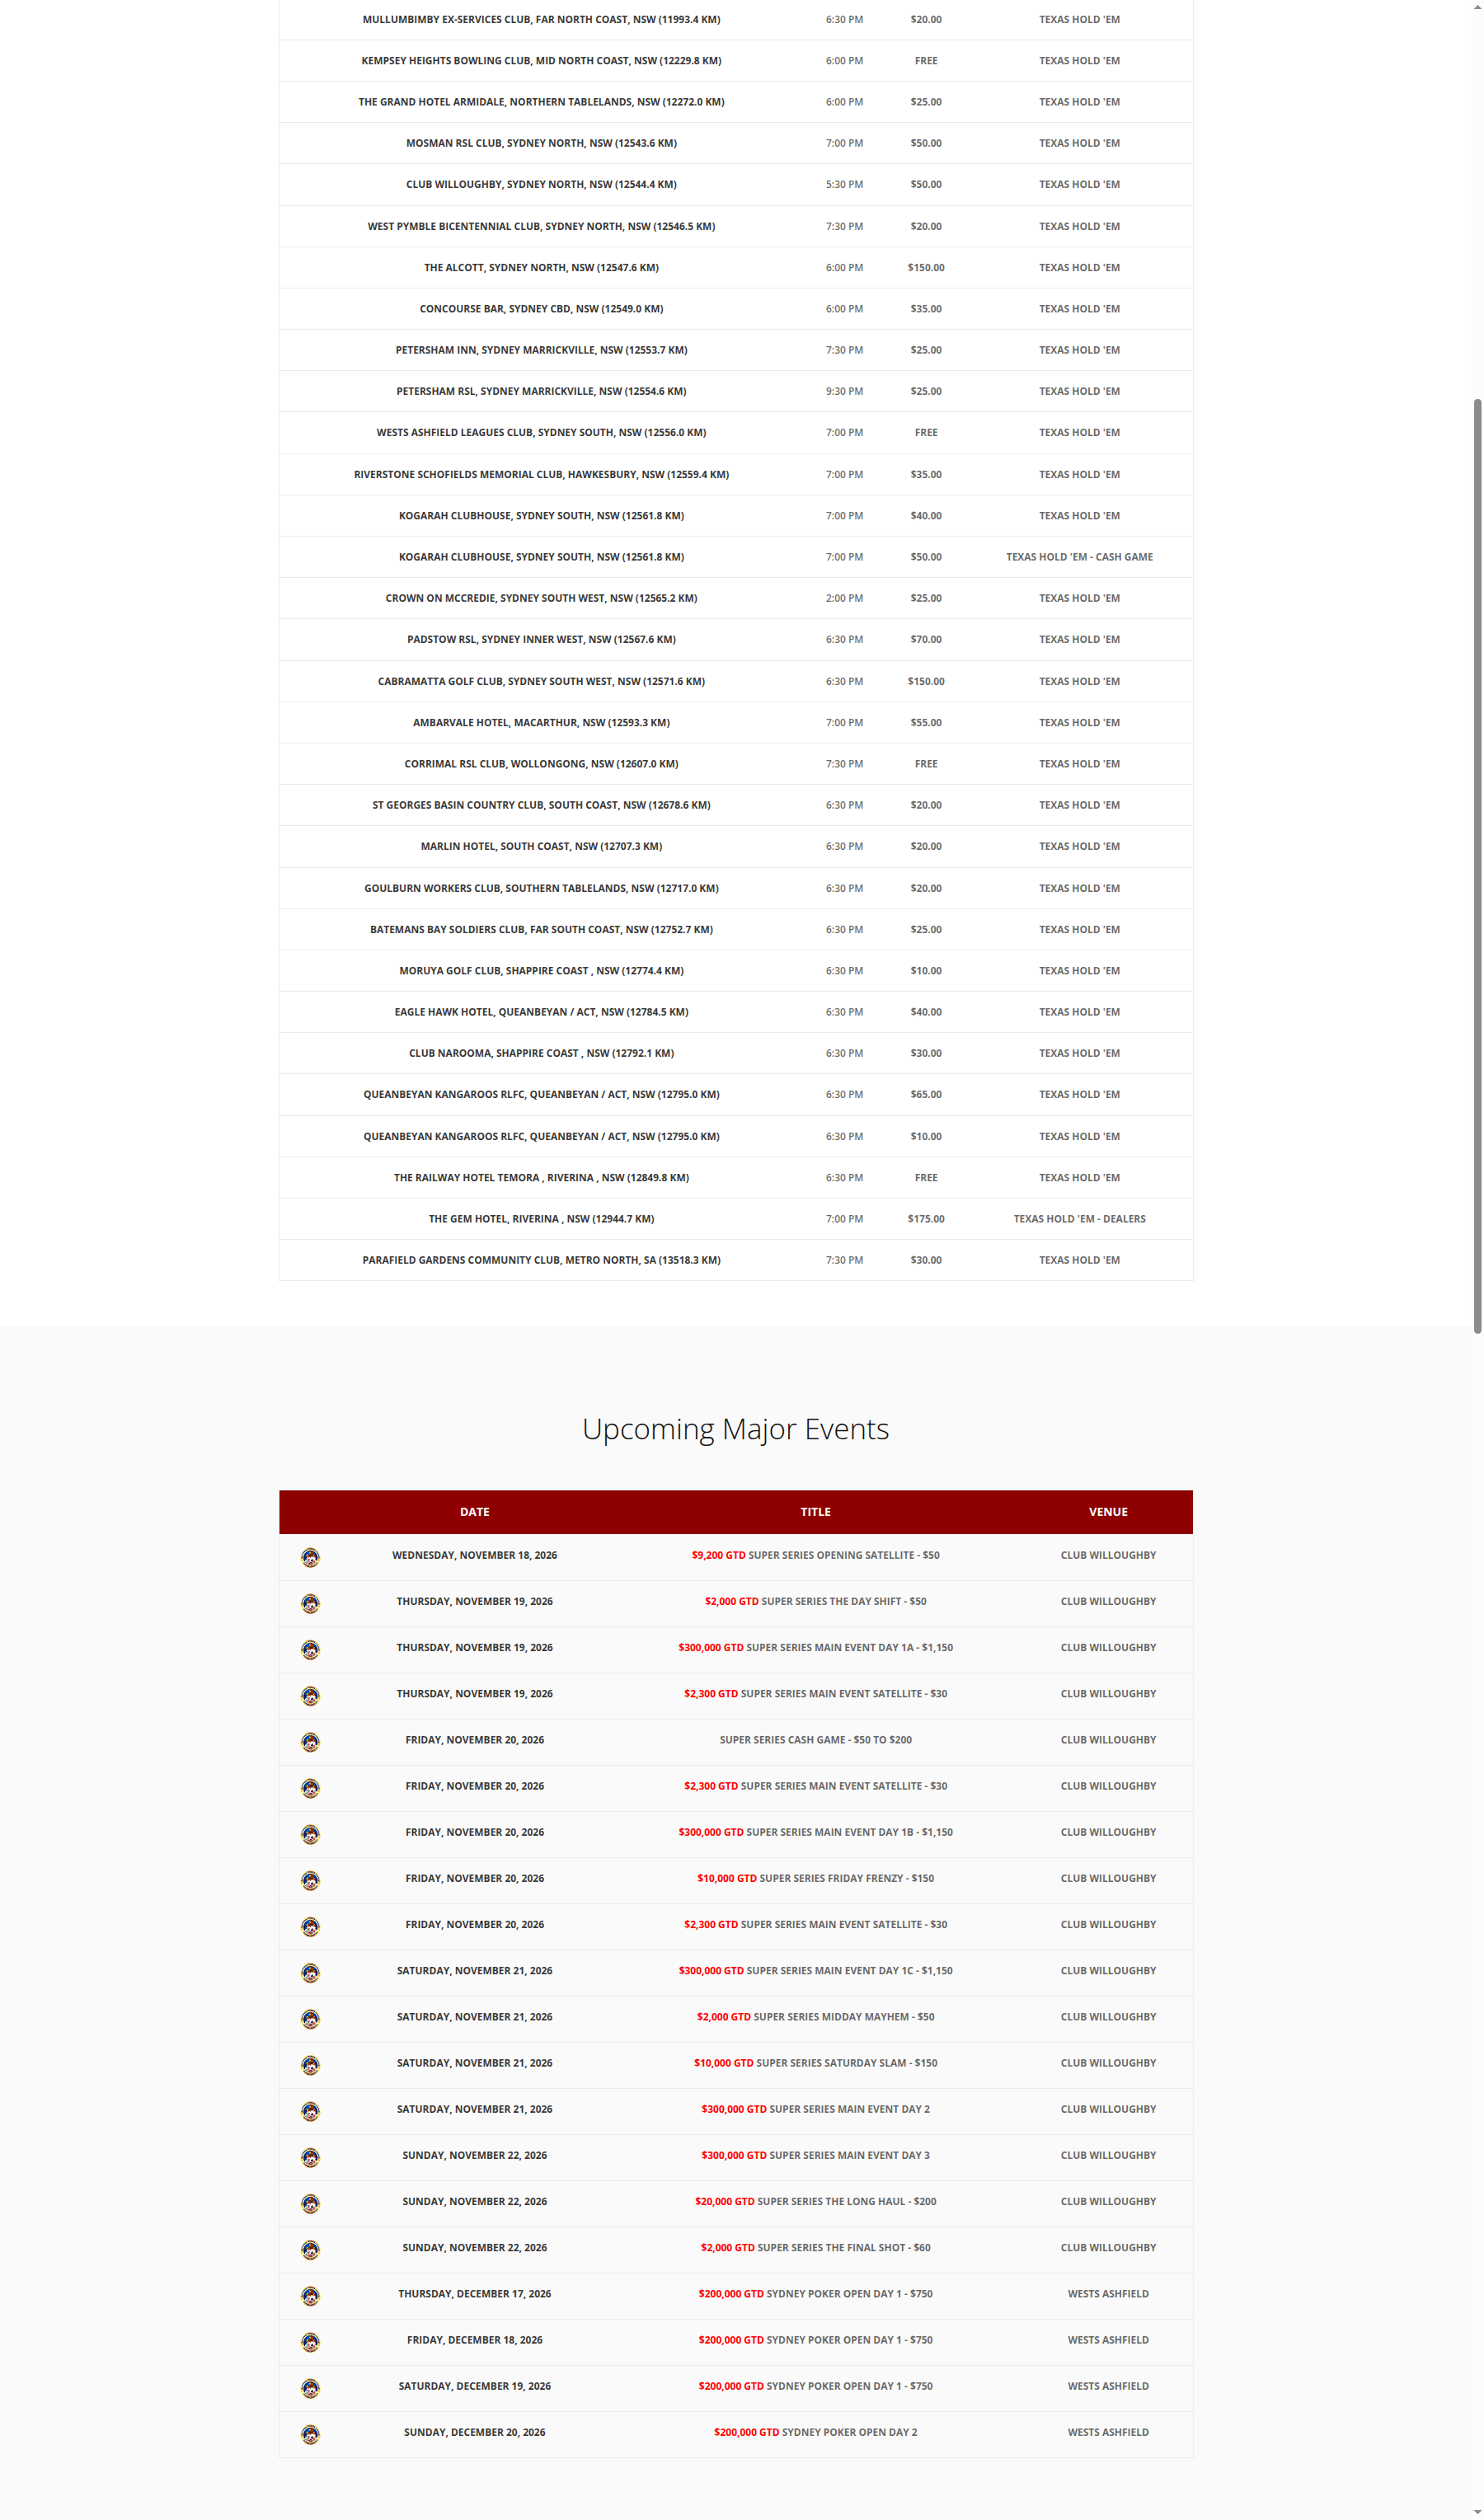 MULLUMBIMBY EX-SERVICES CLUB, FAR NORTH COAST, NSW (11993.4 KM) 6:30 PM $20.00 TEXAS HOLD 'EM
KEMPSEY HEIGHTS BOWLING CLUB, MID NORTH COAST, NSW (12229.8 KM) 6:00 PM FREE TEXAS HOLD 'EM
THE GRAND HOTEL ARMIDALE, NORTHERN TABLELANDS, NSW (12272.0 KM) 6:00 PM $25.00 TEXAS HOLD 'EM
MOSMAN RSL CLUB, SYDNEY NORTH, NSW (12543.6 KM) 7:00 PM $50.00 TEXAS HOLD 'EM
CLUB WILLOUGHBY, SYDNEY NORTH, NSW (12544.4 KM) 5:30 PM $50.00 TEXAS HOLD 'EM
WEST PYMBLE BICENTENNIAL CLUB, SYDNEY NORTH, NSW (12546.5 KM) 7:30 PM $20.00 TEXAS HOLD 'EM
THE ALCOTT, SYDNEY NORTH, NSW (12547.6 KM) 6:00 PM $150.00 TEXAS HOLD 'EM
CONCOURSE BAR, SYDNEY CBD, NSW (12549.0 KM) 6:00 PM $35.00 TEXAS HOLD 'EM
PETERSHAM INN, SYDNEY MARRICKVILLE, NSW (12553.7 KM) 7:30 PM $25.00 TEXAS HOLD 'EM
PETERSHAM RSL, SYDNEY MARRICKVILLE, NSW (12554.6 KM) 9:30 PM $25.00 TEXAS HOLD 'EM
WESTS ASHFIELD LEAGUES CLUB, SYDNEY SOUTH, NSW (12556.0 KM) 7:00 PM FREE TEXAS HOLD 'EM
RIVERSTONE SCHOFIELDS MEMORIAL CLUB, HAWKESBURY, NSW (12559.4 KM) 7:00 PM $35.00 TEXAS HOLD 'EM
KOGARAH CLUBHOUSE, SYDNEY SOUTH, NSW (12561.8 KM) 7:00 PM $40.00 TEXAS HOLD 'EM
KOGARAH CLUBHOUSE, SYDNEY SOUTH, NSW (12561.8 KM) 7:00 PM $50.00 TEXAS HOLD 'EM - CASH GAME
CROWN ON MCCREDIE, SYDNEY SOUTH WEST, NSW (12565.2 KM) 2:00 PM $25.00 TEXAS HOLD 'EM
PADSTOW RSL, SYDNEY INNER WEST, NSW (12567.6 KM) 6:30 PM $70.00 TEXAS HOLD 'EM
CABRAMATTA GOLF CLUB, SYDNEY SOUTH WEST, NSW (12571.6 KM) 6:30 PM $150.00 TEXAS HOLD 'EM
AMBARVALE HOTEL, MACARTHUR, NSW (12593.3 KM) 7:00 PM $55.00 TEXAS HOLD 'EM
CORRIMAL RSL CLUB, WOLLONGONG, NSW (12607.0 KM) 7:30 PM FREE TEXAS HOLD 'EM
ST GEORGES BASIN COUNTRY CLUB, SOUTH COAST, NSW (12678.6 KM) 6:30 PM $20.00 TEXAS HOLD 'EM
MARLIN HOTEL, SOUTH COAST, NSW (12707.3 KM) 6:30 PM $20.00 TEXAS HOLD 'EM
GOULBURN WORKERS CLUB, SOUTHERN TABLELANDS, NSW (12717.0 KM) 6:30 PM $20.00 TEXAS HOLD 'EM
BATEMANS BAY SOLDIERS CLUB, FAR SOUTH COAST, NSW (12752.7 KM) 6:30 PM $25.00 TEXAS HOLD 'EM
MORUYA GOLF CLUB, SHAPPIRE COAST , NSW (12774.4 KM) 6:30 PM $10.00 TEXAS HOLD 'EM
EAGLE HAWK HOTEL, QUEANBEYAN / ACT, NSW (12784.5 KM) 6:30 PM $40.00 TEXAS HOLD 'EM
CLUB NAROOMA, SHAPPIRE COAST , NSW (12792.1 KM) 6:30 PM $30.00 TEXAS HOLD 'EM
QUEANBEYAN KANGAROOS RLFC, QUEANBEYAN / ACT, NSW (12795.0 KM) 6:30 PM $65.00 TEXAS HOLD 'EM
QUEANBEYAN KANGAROOS RLFC, QUEANBEYAN / ACT, NSW (12795.0 KM) 6:30 PM $10.00 TEXAS HOLD 'EM
THE RAILWAY HOTEL TEMORA , RIVERINA , NSW (12849.8 KM) 6:30 PM FREE TEXAS HOLD 'EM
THE GEM HOTEL, RIVERINA , NSW (12944.7 KM) 7:00 PM $175.00 TEXAS HOLD 'EM - DEALERS
PARAFIELD GARDENS COMMUNITY CLUB, METRO NORTH, SA (13518.3 KM) 7:30 PM $30.00 TEXAS HOLD 'EM
Upcoming Major Events
DATE TITLE VENUE
WEDNESDAY, NOVEMBER 18, 2026 $9,200 GTD SUPER SERIES OPENING SATELLITE - $50 CLUB WILLOUGHBY
THURSDAY, NOVEMBER 19, 2026 $2,000 GTD SUPER SERIES THE DAY SHIFT - $50 CLUB WILLOUGHBY
THURSDAY, NOVEMBER 19, 2026 $300,000 GTD SUPER SERIES MAIN EVENT DAY 1A - $1,150 CLUB WILLOUGHBY
THURSDAY, NOVEMBER 19, 2026 $2,300 GTD SUPER SERIES MAIN EVENT SATELLITE - $30 CLUB WILLOUGHBY
FRIDAY, NOVEMBER 20, 2026 SUPER SERIES CASH GAME - $50 TO $200 CLUB WILLOUGHBY
FRIDAY, NOVEMBER 20, 2026 $2,300 GTD SUPER SERIES MAIN EVENT SATELLITE - $30 CLUB WILLOUGHBY
FRIDAY, NOVEMBER 20, 2026 $300,000 GTD SUPER SERIES MAIN EVENT DAY 1B - $1,150 CLUB WILLOUGHBY
FRIDAY, NOVEMBER 20, 2026 $10,000 GTD SUPER SERIES FRIDAY FRENZY - $150 CLUB WILLOUGHBY
FRIDAY, NOVEMBER 20, 2026 $2,300 GTD SUPER SERIES MAIN EVENT SATELLITE - $30 CLUB WILLOUGHBY
SATURDAY, NOVEMBER 21, 2026 $300,000 GTD SUPER SERIES MAIN EVENT DAY 1C - $1,150 CLUB WILLOUGHBY
SATURDAY, NOVEMBER 21, 2026 $2,000 GTD SUPER SERIES MIDDAY MAYHEM - $50 CLUB WILLOUGHBY
SATURDAY, NOVEMBER 21, 2026 $10,000 GTD SUPER SERIES SATURDAY SLAM - $150 CLUB WILLOUGHBY
SATURDAY, NOVEMBER 21, 2026 $300,000 GTD SUPER SERIES MAIN EVENT DAY 2 CLUB WILLOUGHBY
SUNDAY, NOVEMBER 22, 2026 $300,000 GTD SUPER SERIES MAIN EVENT DAY 3 CLUB WILLOUGHBY
SUNDAY, NOVEMBER 22, 2026 $20,000 GTD SUPER SERIES THE LONG HAUL - $200 CLUB WILLOUGHBY
SUNDAY, NOVEMBER 22, 2026 $2,000 GTD SUPER SERIES THE FINAL SHOT - $60 CLUB WILLOUGHBY
THURSDAY, DECEMBER 17, 2026 $200,000 GTD SYDNEY POKER OPEN DAY 1 - $750 WESTS ASHFIELD
FRIDAY, DECEMBER 18, 2026 $200,000 GTD SYDNEY POKER OPEN DAY 1 - $750 WESTS ASHFIELD
SATURDAY, DECEMBER 19, 2026 $200,000 GTD SYDNEY POKER OPEN DAY 1 - $750 WESTS ASHFIELD
SUNDAY, DECEMBER 20, 2026 $200,000 GTD SYDNEY POKER OPEN DAY 2 WESTS ASHFIELD